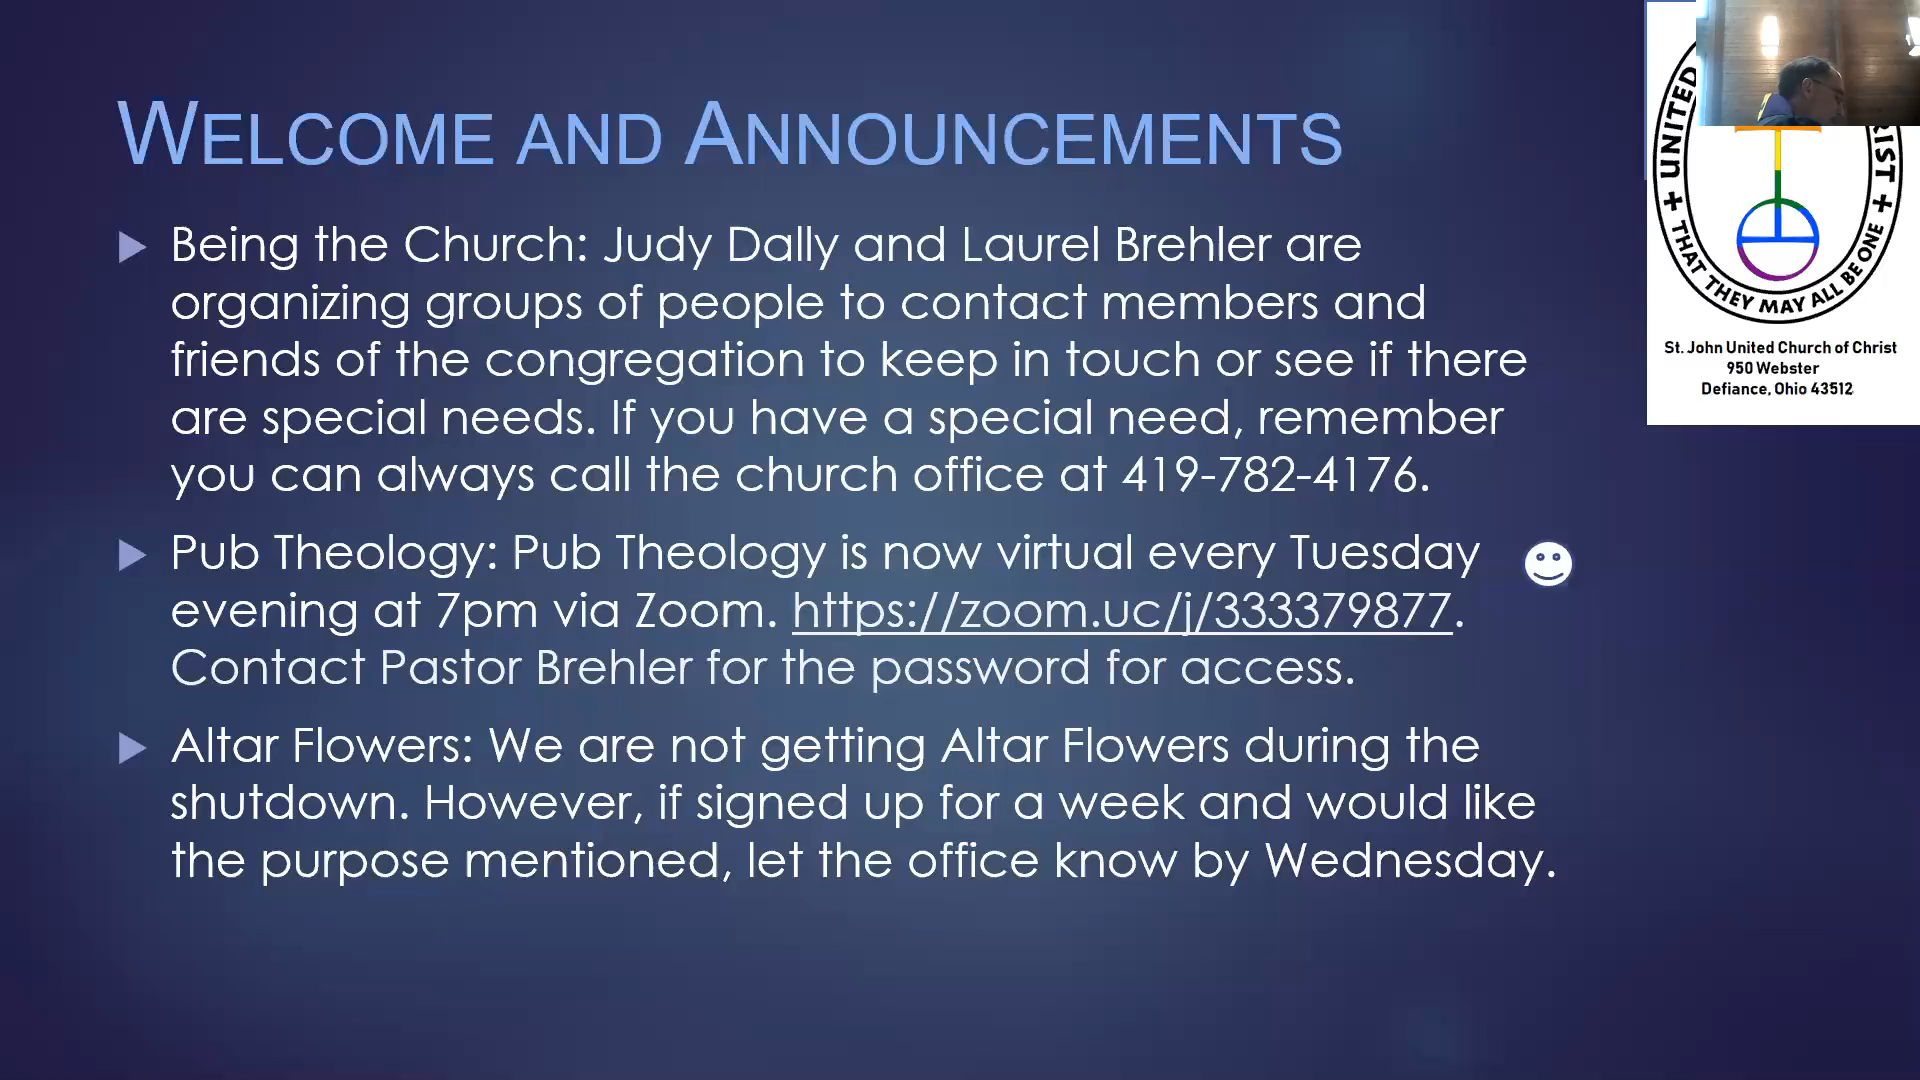 WELCOME AND ANNOUNCEMENTS
Being the Church: Judy Dally and Laurel Brehler are
organizing groups of people to contact members and
friends of the congregation to keep in touch or see if there
are special needs. If you have a special need, remember
you can always call the church office at 419-782-4176.
Pub Theology: Pub Theology is now virtual every Tuesday
evening at 7pm via Zoom. https://zoom.uc/j/333379877.
Contact Pastor Brehler for the password for access.
Altar Flowers: We are not getting Altar Flowers during the
shutdown. However, if signed up for a week and would like
the purpose mentioned, let the office know by Wednesday.
UNITED
THAT THEY MAY ALL BE ONE
St. John United Church of Christ
950 Webster
Defiance, Ohio 43512